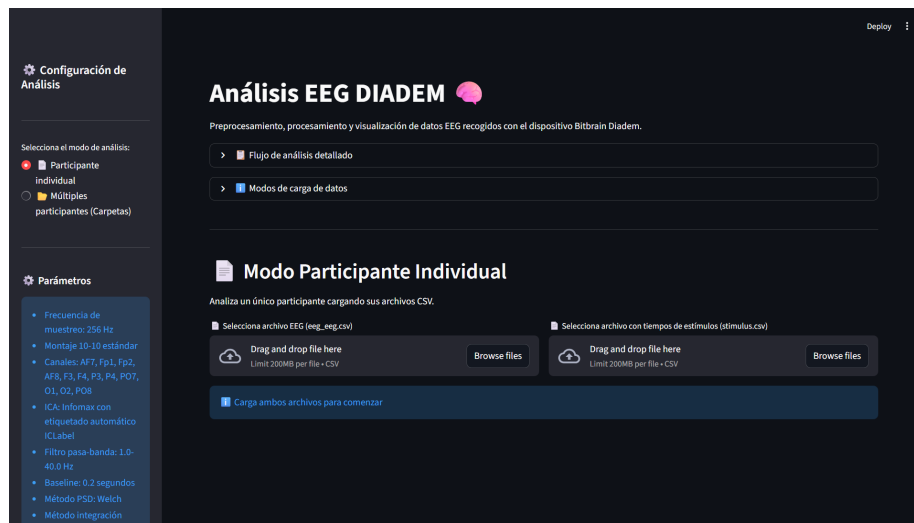 Deploy
Configuración de
Análisis
Selecciona el modo de análisis:
Participante
individual
Múltiples
participantes (Carpetas)
Parámetros
Frecuencia de
muestreo: 256 Hz
Montaje 10-10 estándar
Canales: AF7, Fp1, Fp2,
AF8, F3, F4, P3, P4, PO7,
O1, O2, PO8
ICA: Infomax con
etiquetado automático
ICLabel
Filtro pasa-banda: 1.0-
40.0 Hz
Baseline: 0.2 segundos
Método PSD: Welch
Método integración
Análisis EEG DIADEM
Preprocesamiento, procesamiento y visualización de datos EEG recogidos con el dispositivo Bitbrain Diadem.
Flujo de análisis detallado
Modos de carga de datos
Modo Participante Individual
Analiza un único participante cargando sus archivos CSV.
Selecciona archivo EEG (eeg_eeg.csv)
Drag and drop file here
Limit 200MB per file • CSV
Browse files
Selecciona archivo con tiempos de estímulos (stimulus.csv)
Drag and drop file here
Limit 200MB per file • CSV
Browse files
Carga ambos archivos para comenzar